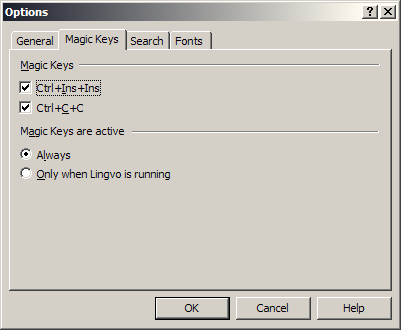 Options
General Magic Keys Search Fonts
Magic Keys
Ctrl+Ins+Ins
Ctrl+C+C
Magic Keys are active
Always
Only when Lingvo is running
OK Cancel Help